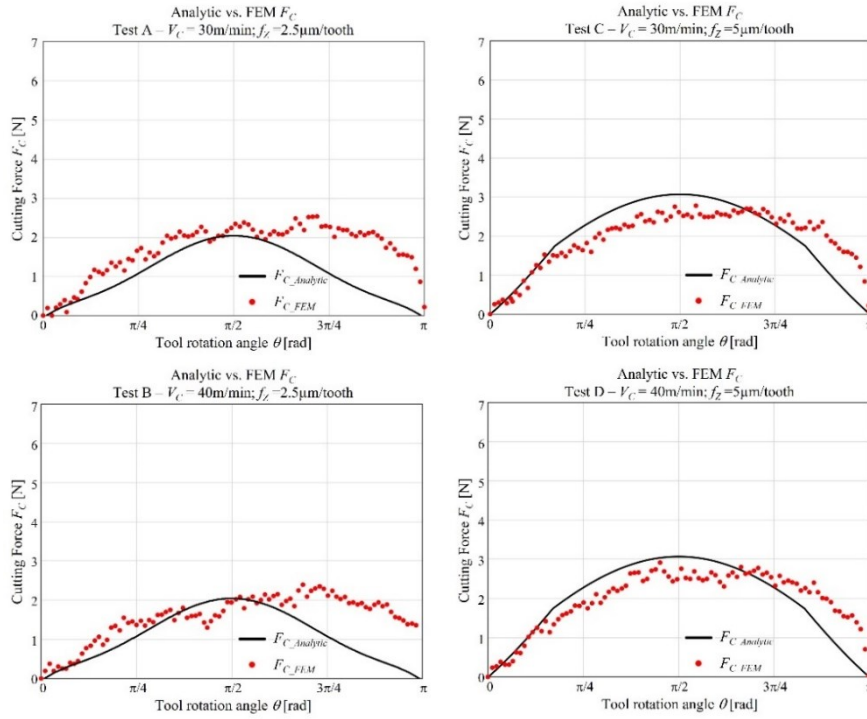 Analytic vs. FEM F_C
Test A – V_C = 30m/min; f_Z =2.5µm/tooth
7
6
5
4
3
2
1
0
Cutting Force F_C [N]
F_C_Analytic
F_C_FEM
0
π/4
π/2
3π/4
π
Tool rotation angle θ [rad]
Analytic vs. FEM F_C
Test C – V_C = 30m/min; f_Z =5µm/tooth
7
6
5
4
3
2
1
0
Cutting Force F_C [N]
F_C_Analytic
F_C_FEM
0
π/4
π/2
3π/4
Tool rotation angle θ [rad]
Analytic vs. FEM F_C
Test B – V_C = 40m/min; f_Z =2.5µm/tooth
7
6
5
4
3
2
1
0
Cutting Force F_C [N]
F_C_Analytic
F_C_FEM
0
π/4
π/2
3π/4
π
Tool rotation angle θ [rad]
Analytic vs. FEM F_C
Test D – V_C = 40m/min; f_Z =5µm/tooth
7
6
5
4
3
2
1
0
Cutting Force F_C [N]
F_C_Analytic
F_C_FEM
0
π/4
π/2
3π/4
Tool rotation angle θ [rad]